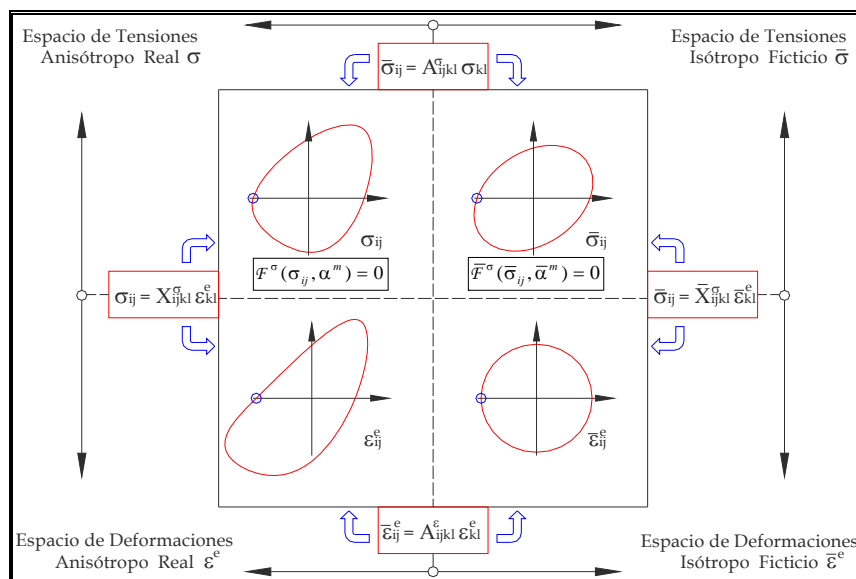 Espacio de Tensiones
Anisótropo Real σ
σ̄ij = Aσijkl σkl
Espacio de Tensiones
Isótropo Ficticio σ̄
σij
σ̄ij
Fσ(σij, αm) = 0
F̄σ(σ̄ij, ᾱm) = 0
σij = Xσijkl εekl
σ̄ij = X̄σijkl ε̄ekl
εeij
ε̄eij
Espacio de Deformaciones
Anisótropo Real εe
ε̄eij = Aεijkl εekl
Espacio de Deformaciones
Isótropo Ficticio ε̄e